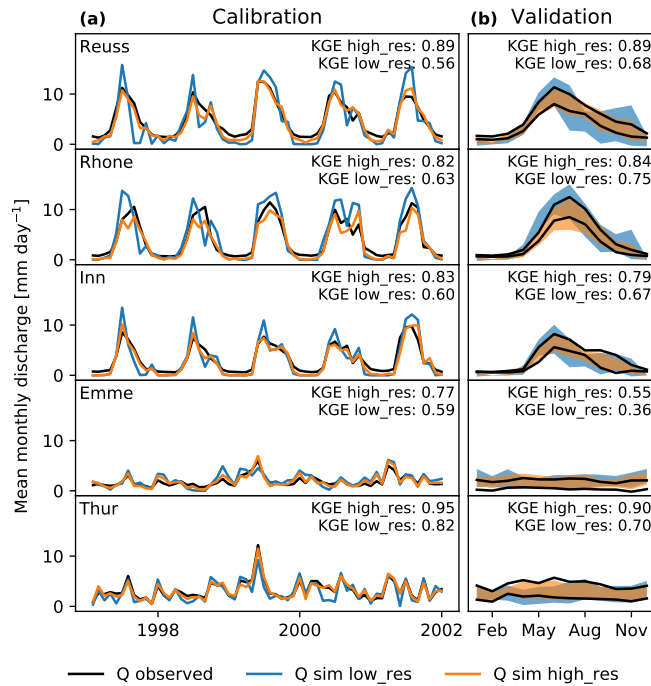 (a) Calibration
(b) Validation
Mean monthly discharge [mm day⁻¹]
Reuss
KGE high_res: 0.89
KGE low_res: 0.56
10
0
KGE high_res: 0.89
KGE low_res: 0.68
Rhone
KGE high_res: 0.82
KGE low_res: 0.63
10
0
KGE high_res: 0.84
KGE low_res: 0.75
Inn
KGE high_res: 0.83
KGE low_res: 0.60
10
0
KGE high_res: 0.79
KGE low_res: 0.67
Emme
KGE high_res: 0.77
KGE low_res: 0.59
10
0
KGE high_res: 0.55
KGE low_res: 0.36
Thur
KGE high_res: 0.95
KGE low_res: 0.82
10
0
KGE high_res: 0.90
KGE low_res: 0.70
1998 2000 2002
Feb May Aug Nov
Q observed Q sim low_res Q sim high_res